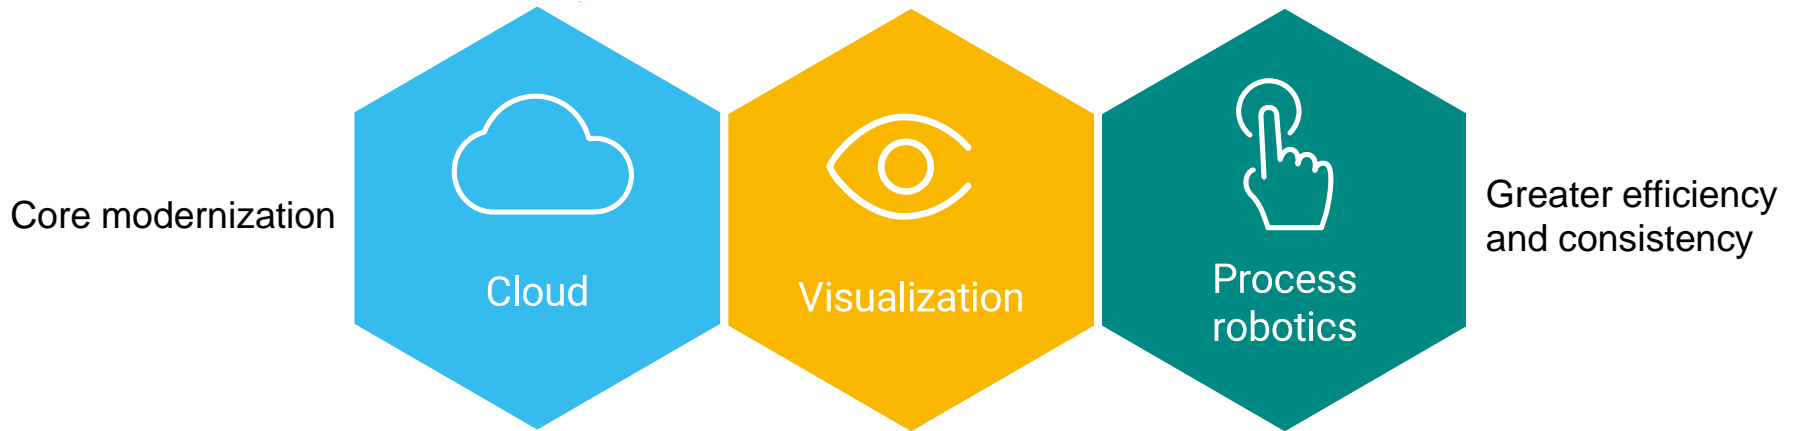 Core modernization
Cloud
Visualization
Process
robotics
Greater efficiency
and consistency